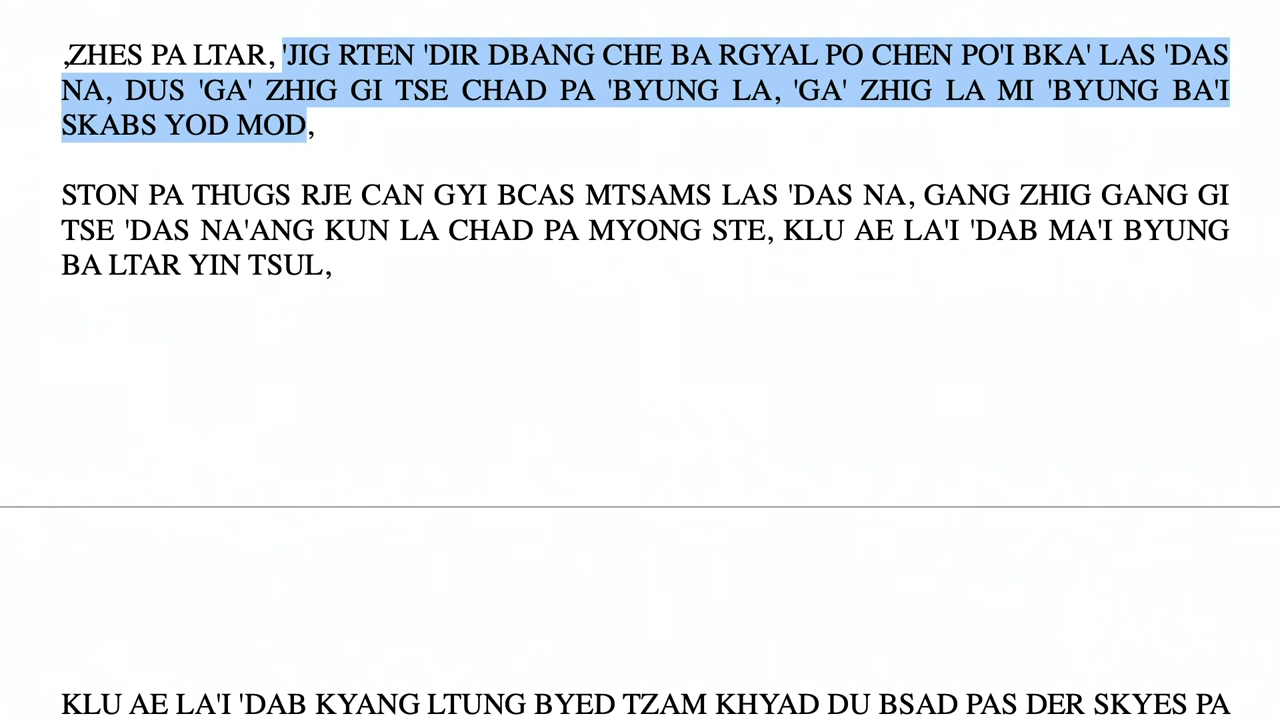 ,ZHES PA LTAR, 'JIG RTEN 'DIR DBANG CHE BA RGYAL PO CHEN PO'I BKA' LAS 'DAS
NA, DUS 'GA' ZHIG GI TSE CHAD PA 'BYUNG LA, 'GA' ZHIG LA MI 'BYUNG BA'I
SKABS YOD MOD,
STON PA THUGS RJE CAN GYI BCAS MTSAMS LAS 'DAS NA, GANG ZHIG GANG GI
TSE 'DAS NA'ANG KUN LA CHAD PA MYONG STE, KLU AE LA'I 'DAB MA'I BYUNG
BA LTAR YIN TSUL,
KLU AE LA'I 'DAB KYANG LTUNG BYED TZAM KHYAD DU BSAD PAS DER SKYES PA